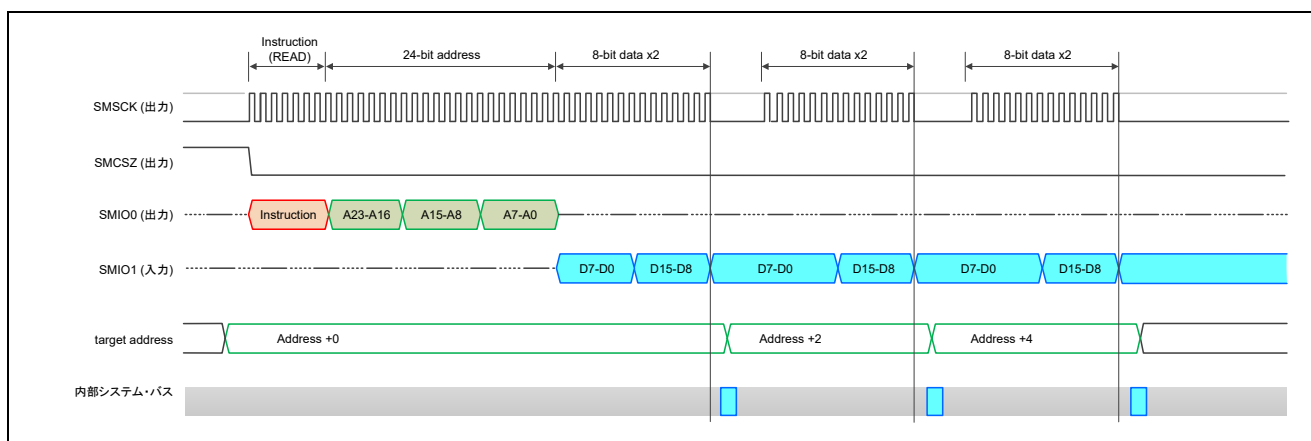 Instruction
(READ)
24-bit address
8-bit data x2
8-bit data x2
8-bit data x2
SMSCK (出力)
SMCSZ (出力)
SMIO0 (出力)
Instruction
A23-A16
A15-A8
A7-A0
SMIO1 (入力)
D7-D0
D15-D8
D7-D0
D15-D8
D7-D0
D15-D8
target address
Address +0
Address +2
Address +4
内部システム・バス